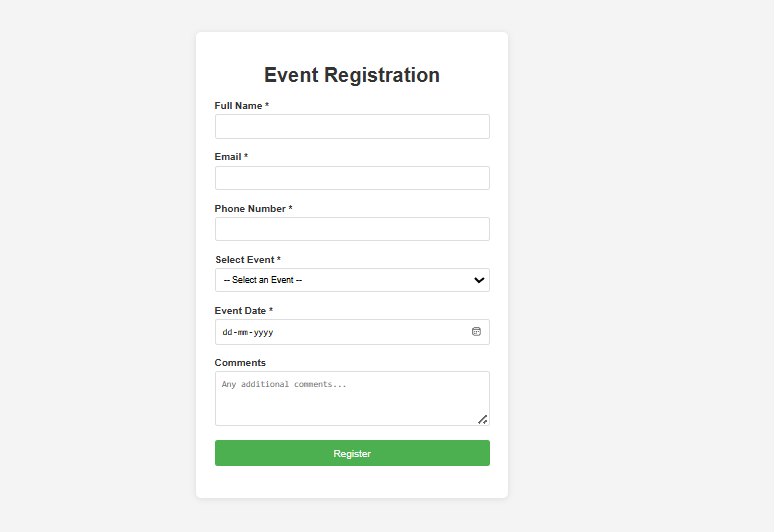 Event Registration
Full Name *
Email *
Phone Number *
Select Event *
-- Select an Event --
Event Date *
dd-mm-yyyy
Comments
Any additional comments...
Register